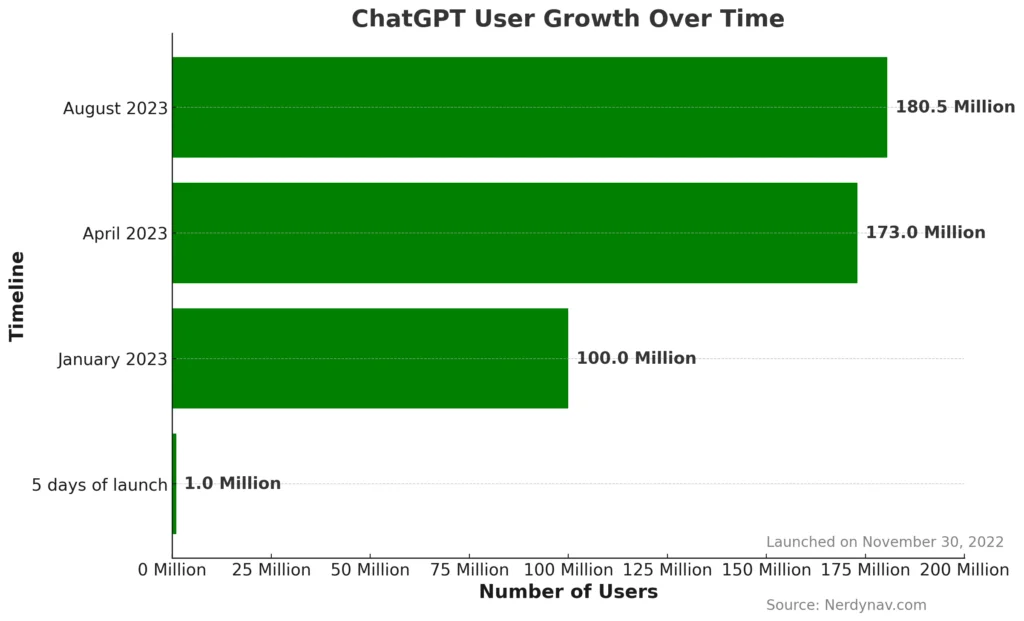 ChatGPT User Growth Over Time
August 2023
180.5 Million
April 2023
173.0 Million
Timeline
January 2023
100.0 Million
5 days of launch
1.0 Million
Launched on November 30, 2022
0 Million 25 Million 50 Million 75 Million 100 Million 125 Million 150 Million 175 Million 200 Million
Number of Users
Source: Nerdynav.com